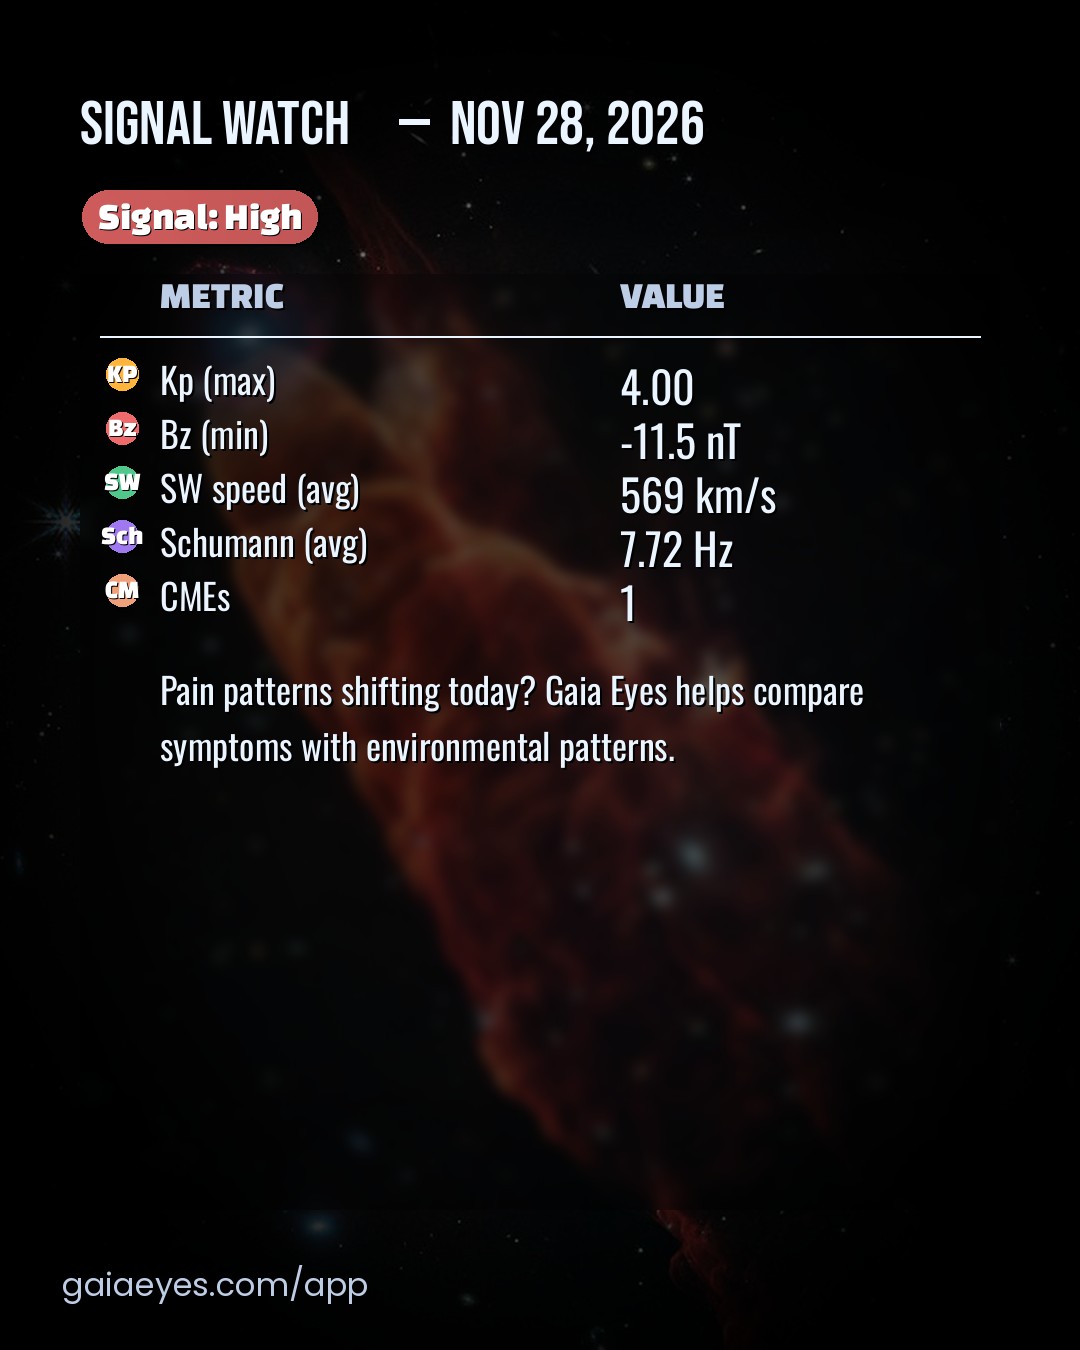 SIGNAL WATCH — NOV 28, 2026
Signal: High
METRIC VALUE
KP Kp (max) 4.00
Bz Bz (min) -11.5 nT
SW SW speed (avg) 569 km/s
Sch Schumann (avg) 7.72 Hz
CM CMEs 1
Pain patterns shifting today? Gaia Eyes helps compare
symptoms with environmental patterns.
gaiaeyes.com/app